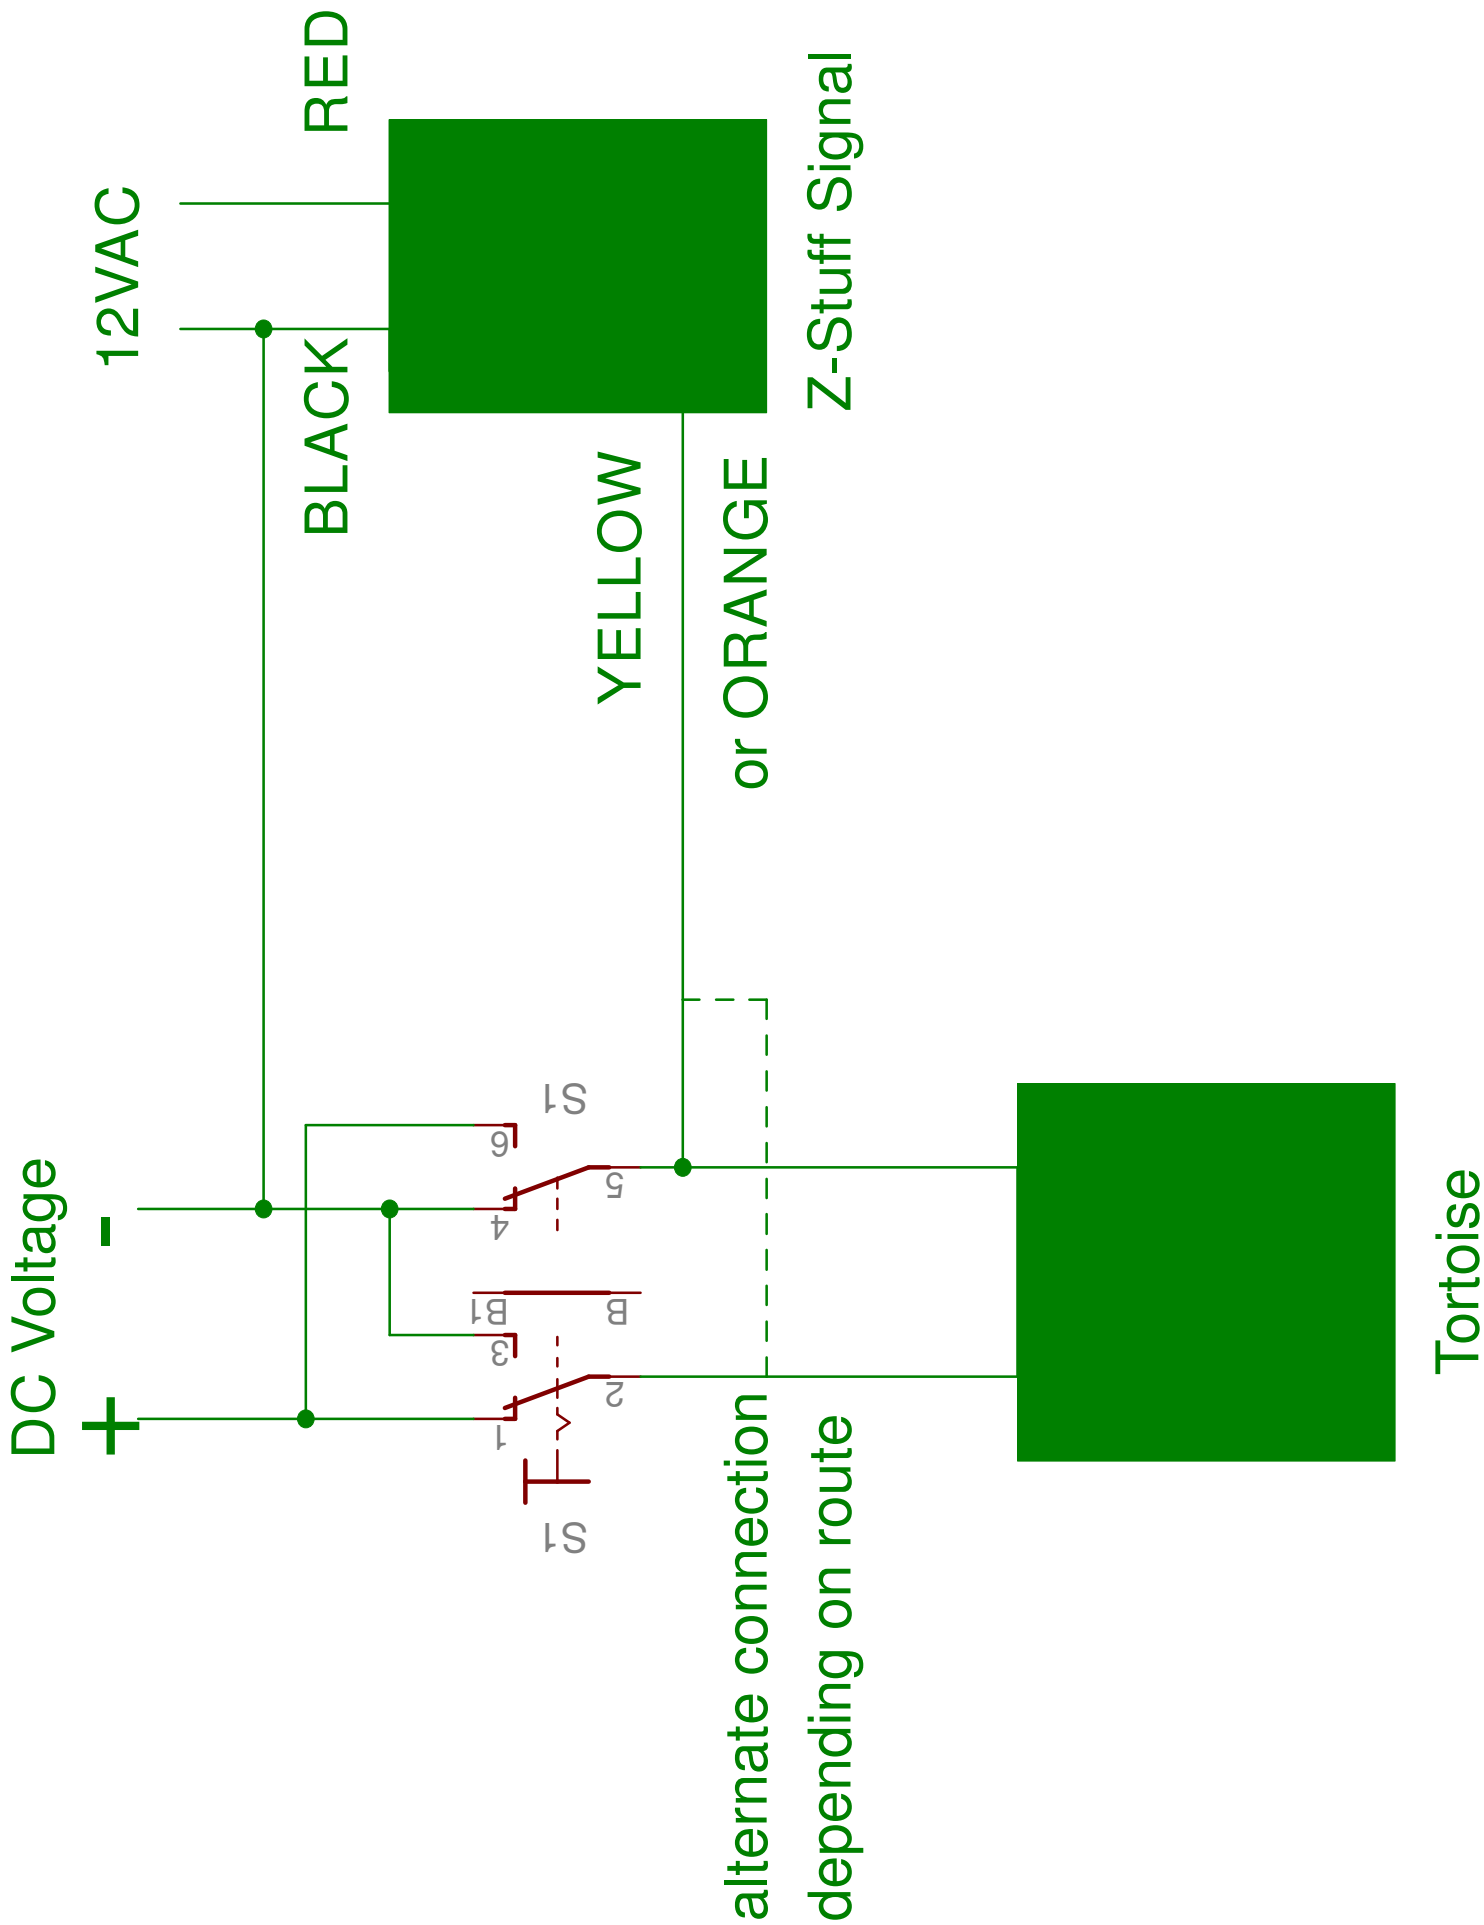 DC Voltage
+
-
12VAC
RED
BLACK
YELLOW
or ORANGE
Z-Stuff Signal
S1
6
5
4
B1
B
3
2
1
S1
alternate connection
depending on route
Tortoise